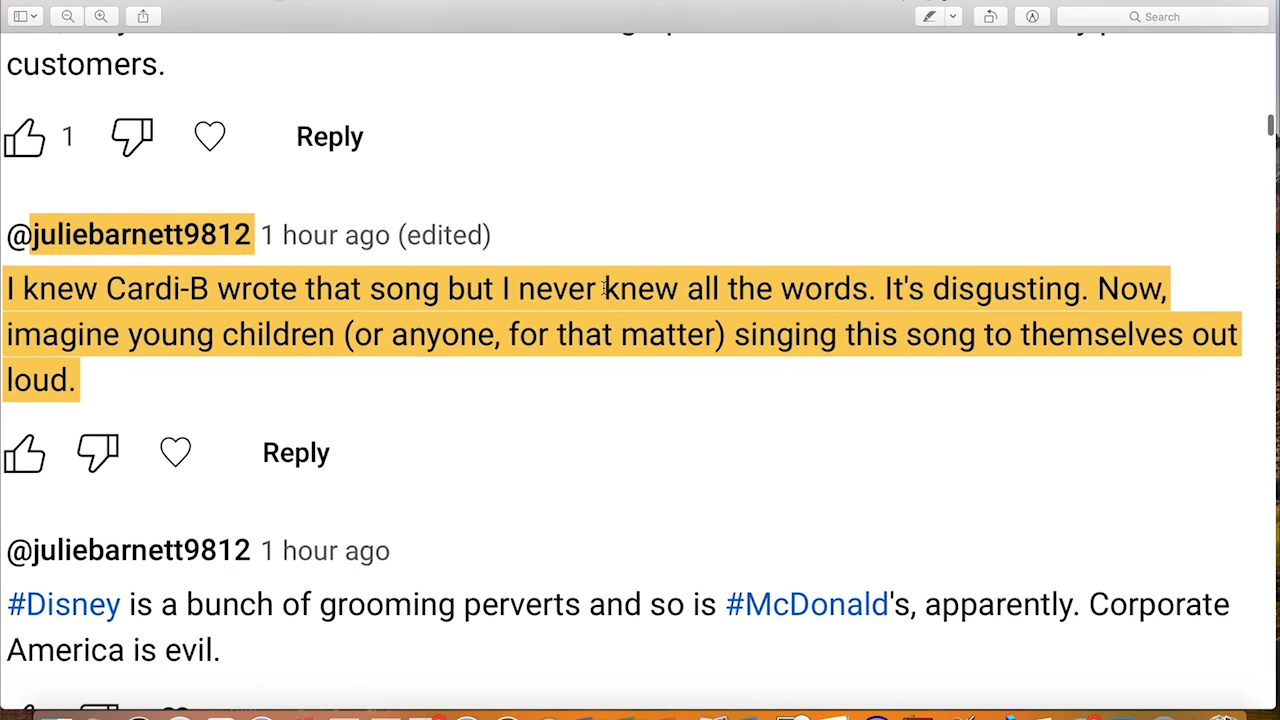 Search
customers.
1
Reply
@juliebarnett9812 1 hour ago (edited)
I knew Cardi-B wrote that song but I never knew all the words. It's disgusting. Now,
imagine young children (or anyone, for that matter) singing this song to themselves out
loud.
Reply
@juliebarnett9812 1 hour ago
#Disney is a bunch of grooming perverts and so is #McDonald's, apparently. Corporate
America is evil.